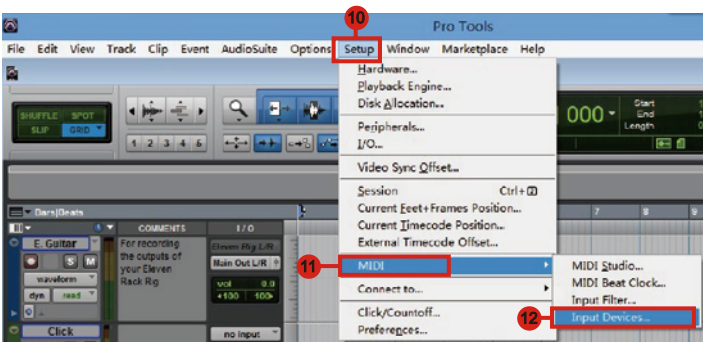 10
Pro Tools
File Edit View Track Clip Event AudioSuite Options Setup Window Marketplace Help
Hardware...
Playback Engine...
Disk Allocation...
Peripherals...
I/O...
Video Sync Offset...
Session Ctrl+2
Current Feet+Frames Position...
Current Timecode Position...
External Timecode Offset...
11
MIDI
Connect to...
Click/Countoff...
Preferences...
MIDI Studio...
MIDI Beat Clock...
Input Filter...
12
Input Devices...
SHUFFLE SPOT
SLIP GRID
1 2 3 4 5
000
Start
End
Length
Bars|Beats
7 8 9
COMMENTS I/O
E. Guitar
S M
waveform
dyn read
For recording
the outputs of
your Eleven
Rack Rig
Eleven Rig L/R
Main Out L/R
vol 0.0
100 100
Click
no input